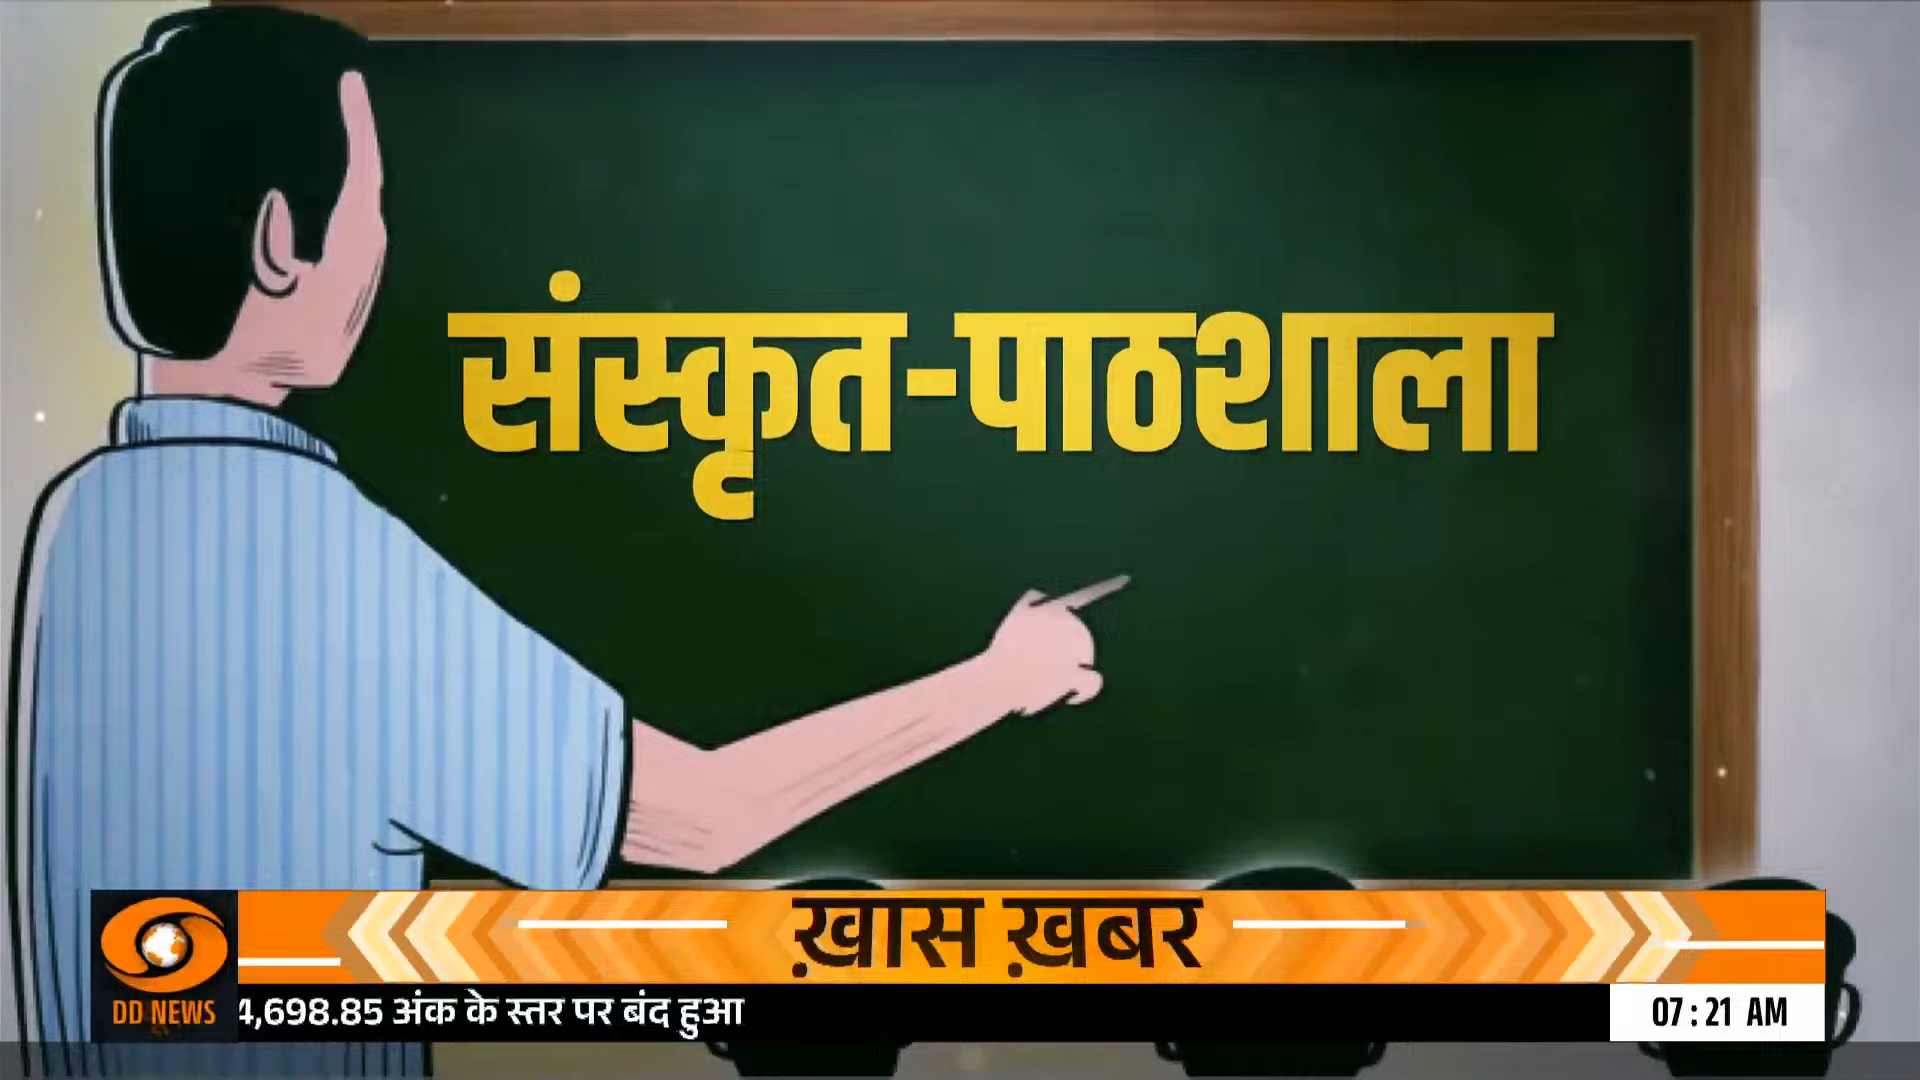 संस्कृत-पाठशाला
ख़ास ख़बर
DD NEWS
4,698.85 अंक के स्तर पर बंद हुआ
07:21 AM